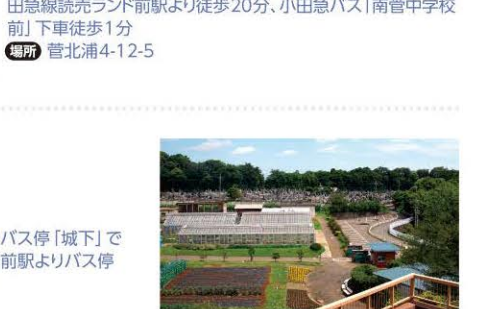 田急線読売ランド前駅より徒歩20分、小田急バス「南菅中学校
前」下車徒歩1分
場所 菅北浦4-12-5
バス停「城下」で
前駅よりバス停